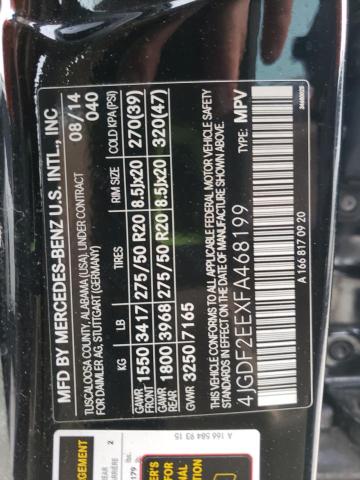 MFD BY MERCEDES-BENZ U.S. INTL., INC
TUSCALOOSA COUNTY, ALABAMA (USA), UNDER CONTRACT
FOR DAIMLER AG, STUTTGART (GERMANY)
08/14
040
KG LB TIRES RIM SIZE COLD KPA(PSI)
GAWR FRONT 1550 3417 275/50 R20 8.5Jx20 270(39)
GAWR REAR 1800 3968 275/50 R20 8.5Jx20 320(47)
GVWR 3250 7165
THIS VEHICLE CONFORMS TO ALL APPLICABLE FEDERAL MOTOR VEHICLE SAFETY
STANDARDS IN EFFECT ON THE DATE OF MANUFACTURE SHOWN ABOVE.
4JGDF2EEXFA468199 TYPE: MPV
A 166 817 09 20
A 166 584 93 15
2